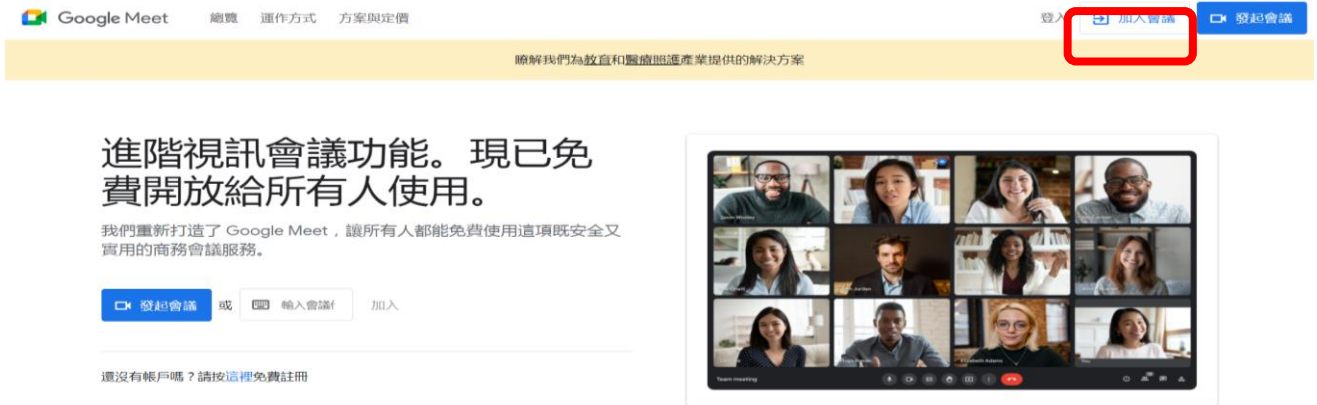 Google Meet 總覽 運作方式 方案與定價 登入 加入會議 發起會議
瞭解我們為教育和醫療照護產業提供的解決方案
進階視訊會議功能。現已免
費開放給所有人使用。
我們重新打造了 Google Meet，讓所有人都能免費使用這項既安全又
實用的商務會議服務。
發起會議 或 輸入會議 加入
還沒有帳戶嗎？請按這裡免費註冊
Elizabeth Adams
Team meeting